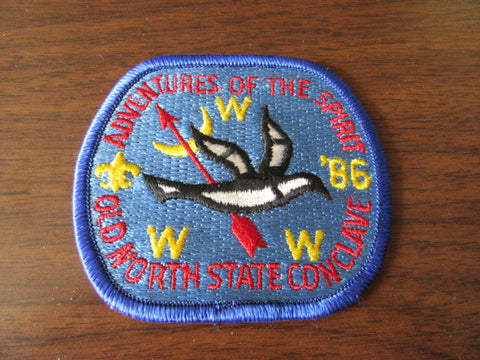 ADVENTURES OF THE SPIRIT
W
'86
W W
OLD NORTH STATE CONCLAVE